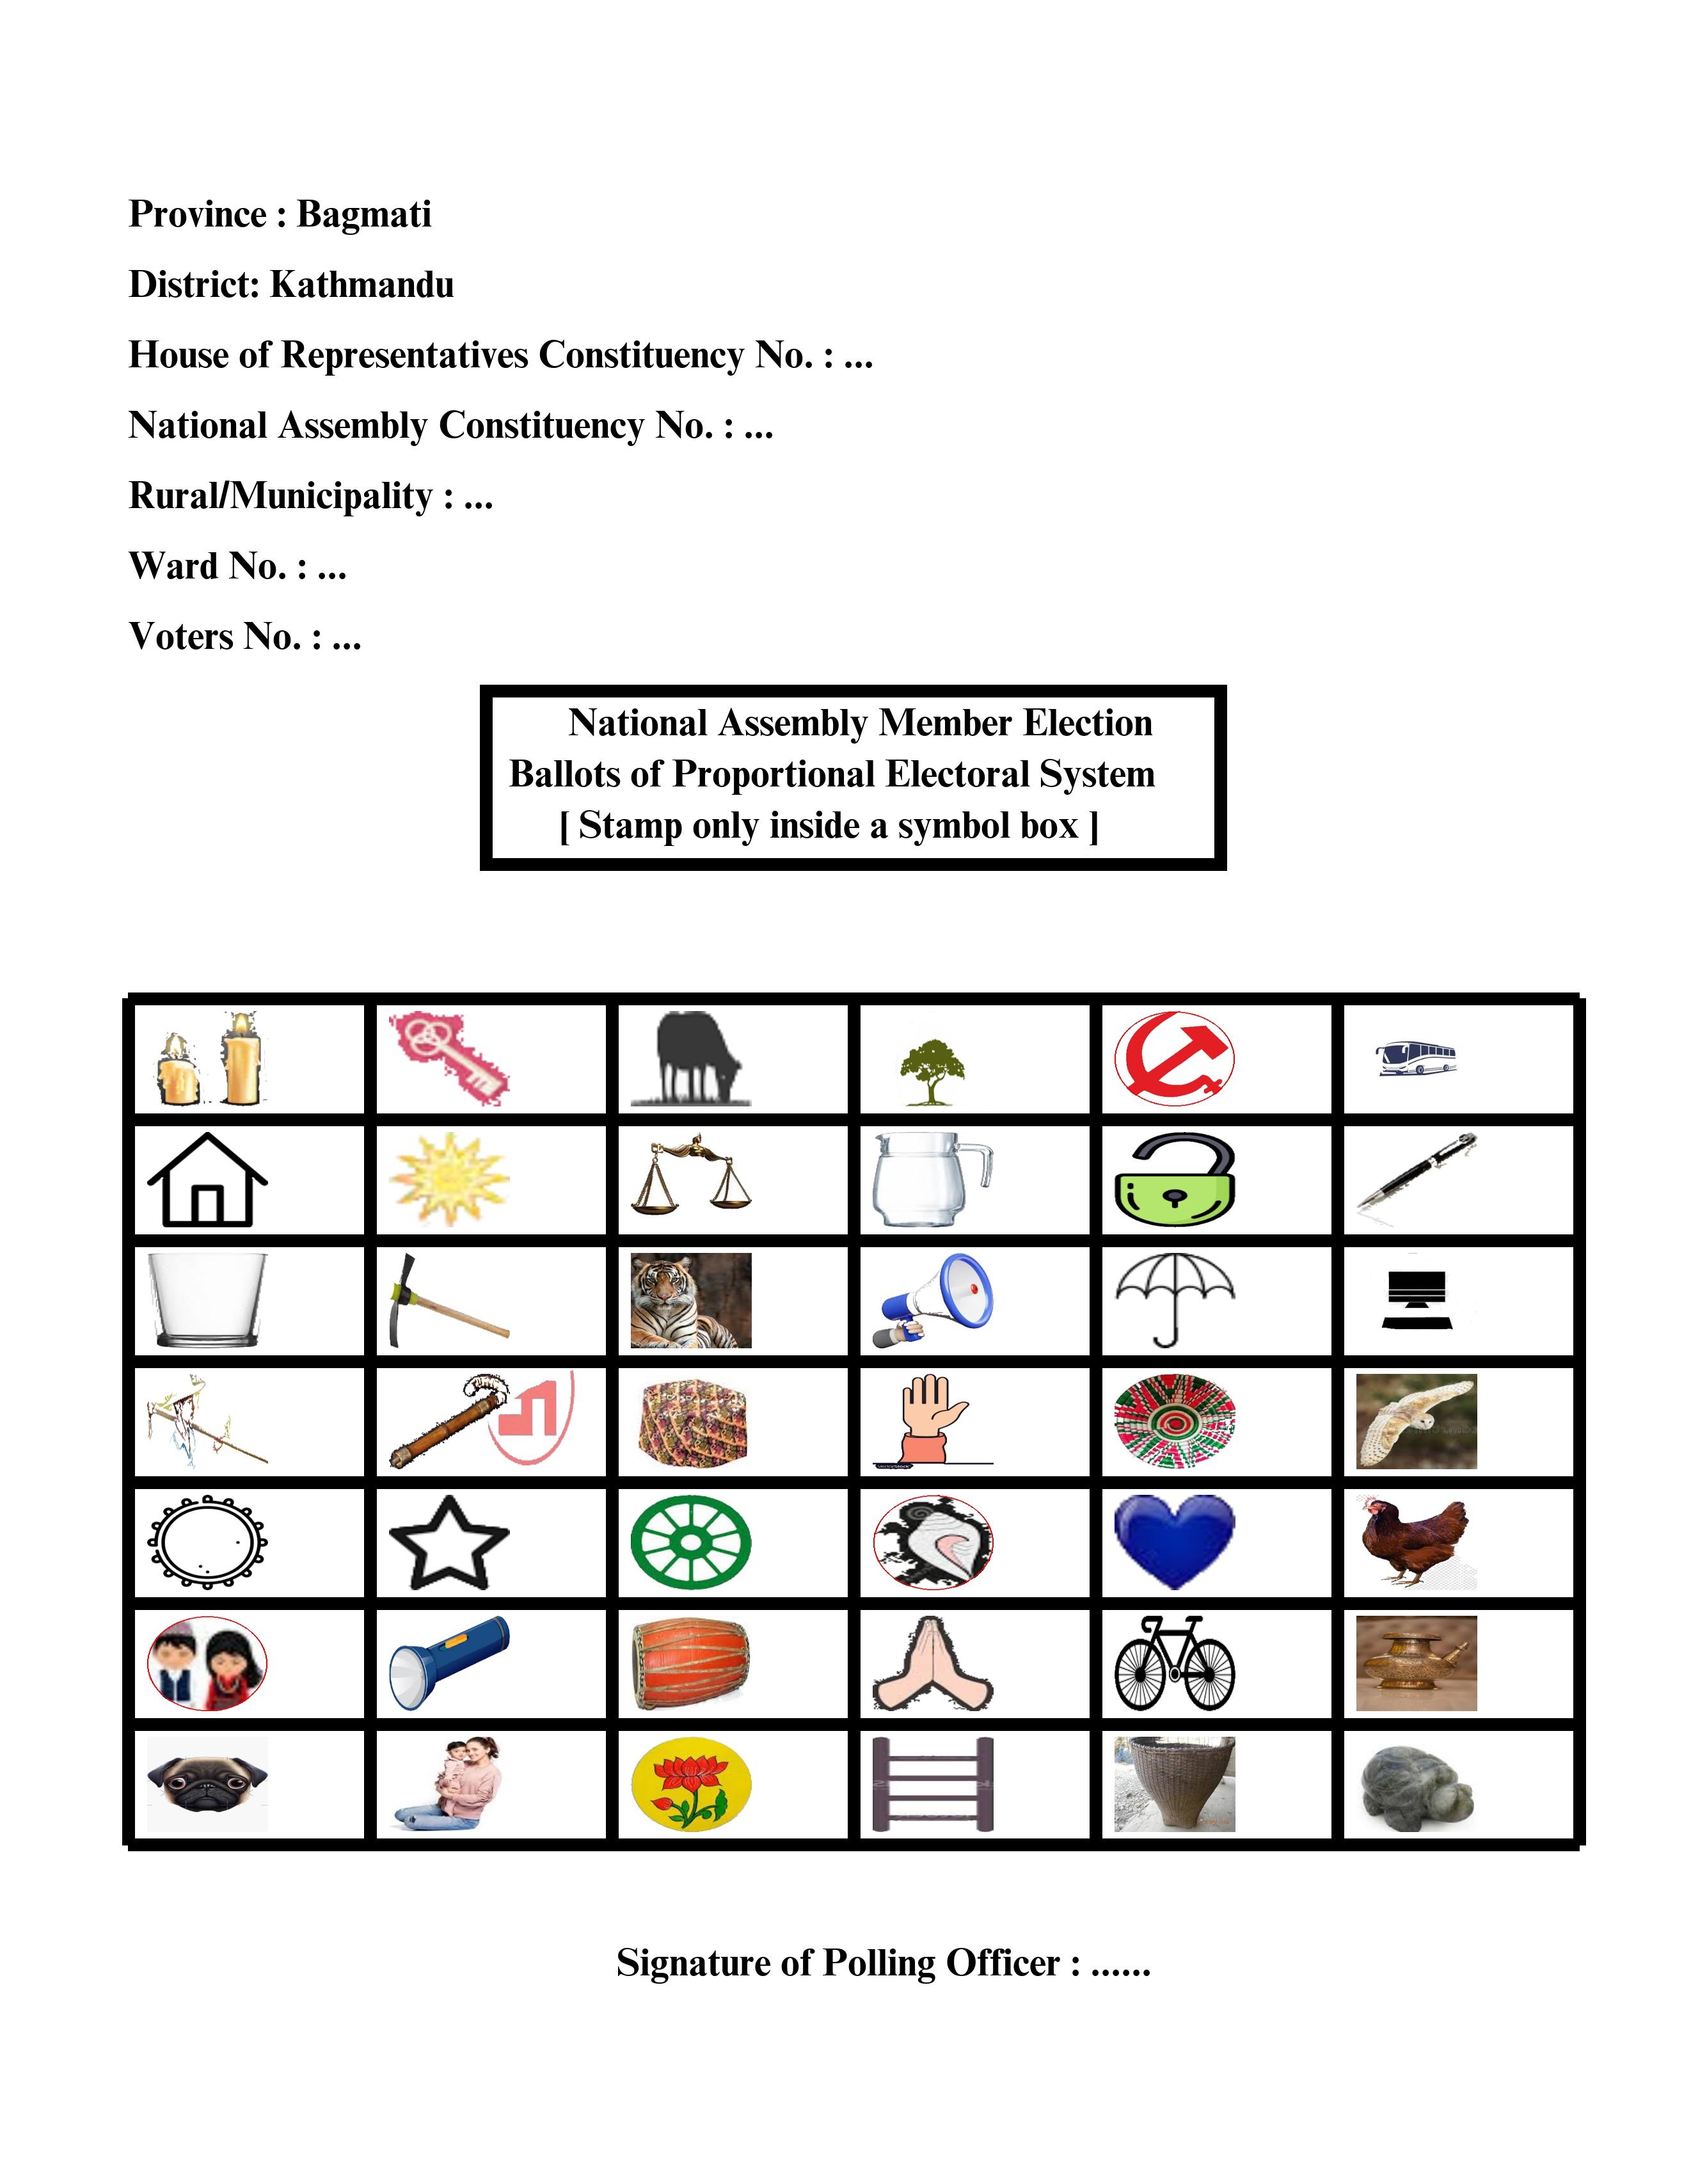 Province : Bagmati
District: Kathmandu
House of Representatives Constituency No. : ...
National Assembly Constituency No. : ...
Rural/Municipality : ...
Ward No. : ...
Voters No. : ...
National Assembly Member Election
Ballots of Proportional Electoral System
[ Stamp only inside a symbol box ]
Signature of Polling Officer : ......